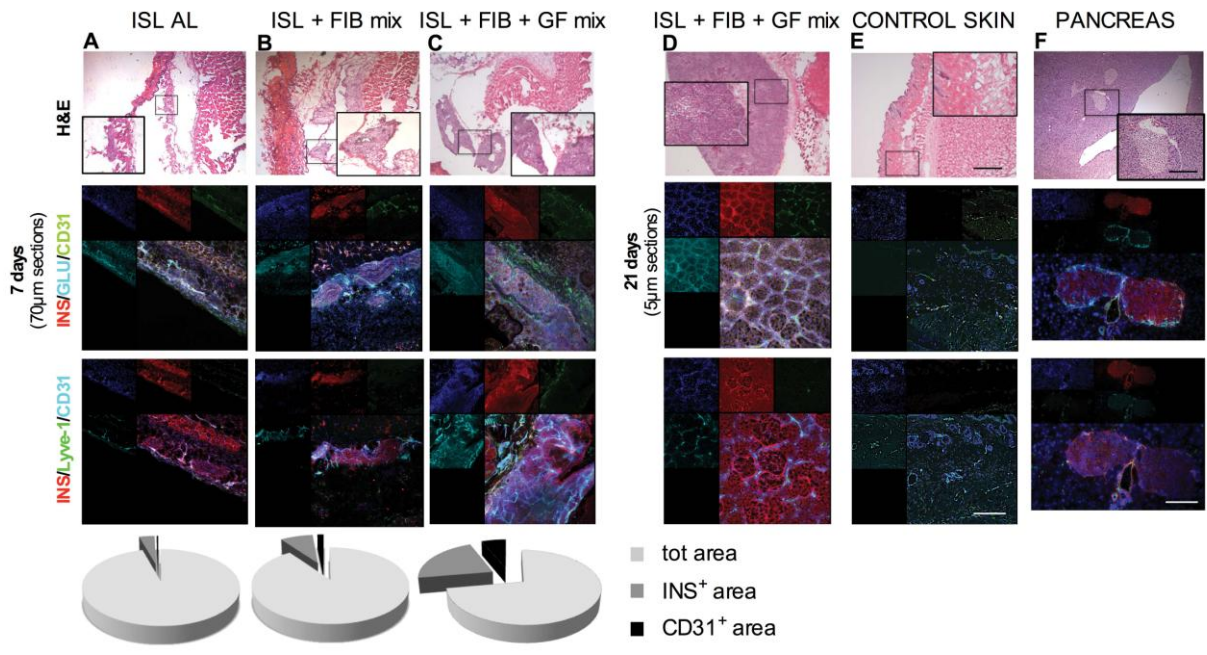 ISL AL
ISL + FIB mix
ISL + FIB + GF mix
ISL + FIB + GF mix
CONTROL SKIN
PANCREAS
A
B
C
D
E
F
H&E
7 days
(70µm sections)
INS/GLU/CD31
21 days
(5µm sections)
INS/Lyve-1/CD31
tot area
INS⁺ area
CD31⁺ area